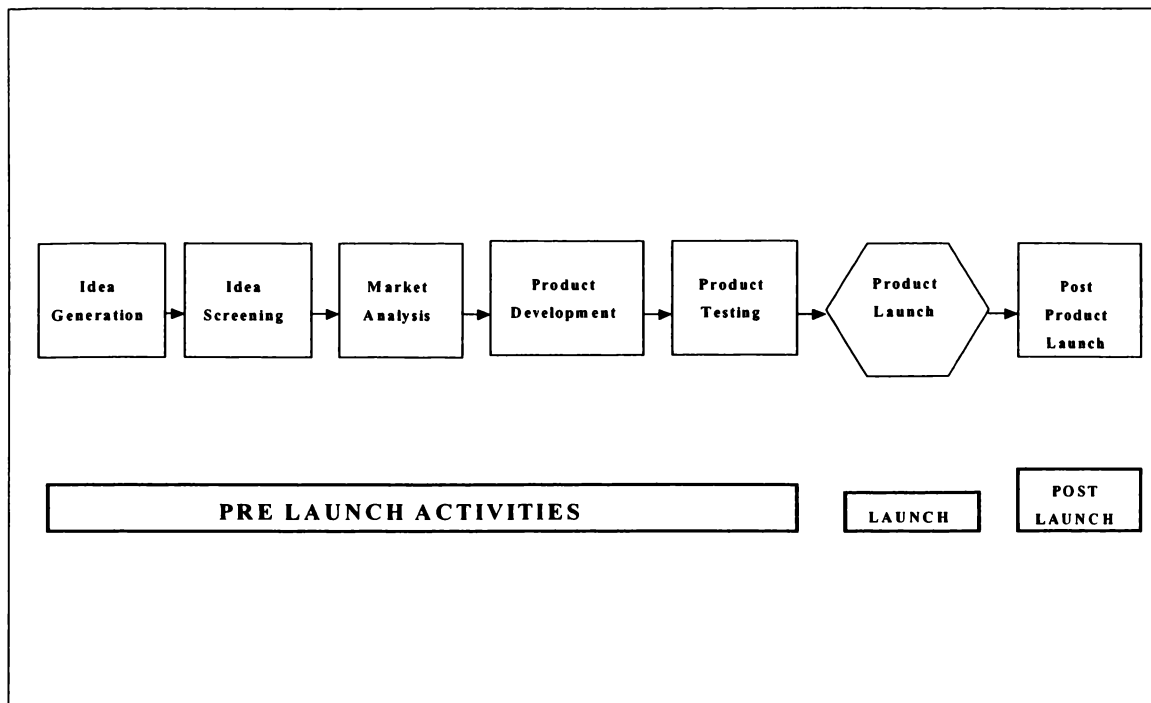 Idea
Generation
Idea
Screening
Market
Analysis
Product
Development
Product
Testing
Product
Launch
Post
Product
Launch
PRE LAUNCH ACTIVITIES
LAUNCH
POST
LAUNCH